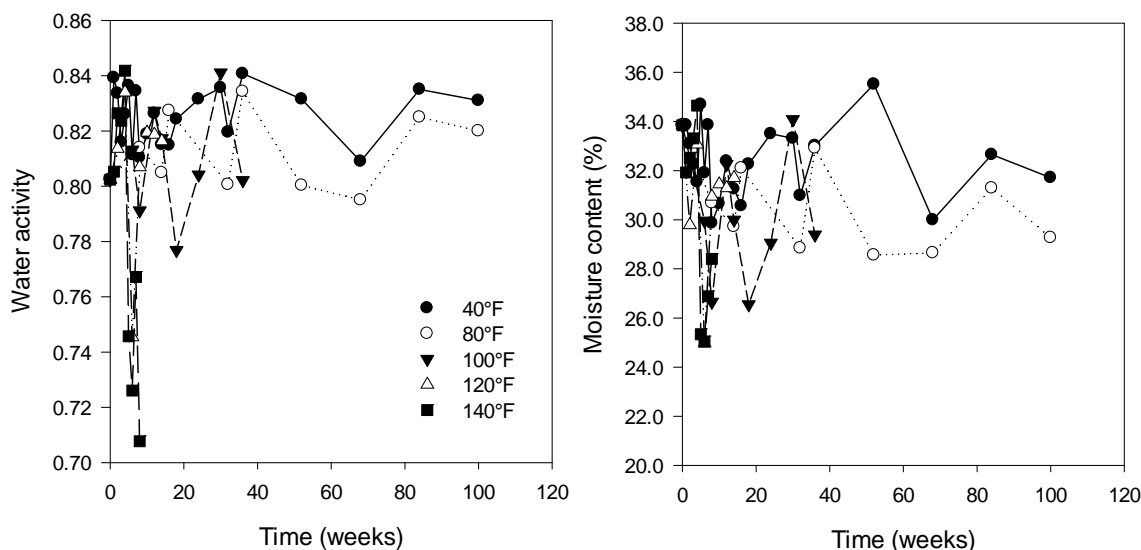 0.86
0.84
0.82
0.80
0.78
0.76
0.74
0.72
0.70
Water activity
40°F
80°F
100°F
120°F
140°F
0 20 40 60 80 100 120
Time (weeks)
38.0
36.0
34.0
32.0
30.0
28.0
26.0
24.0
22.0
20.0
Moisture content (%)
0 20 40 60 80 100 120
Time (weeks)